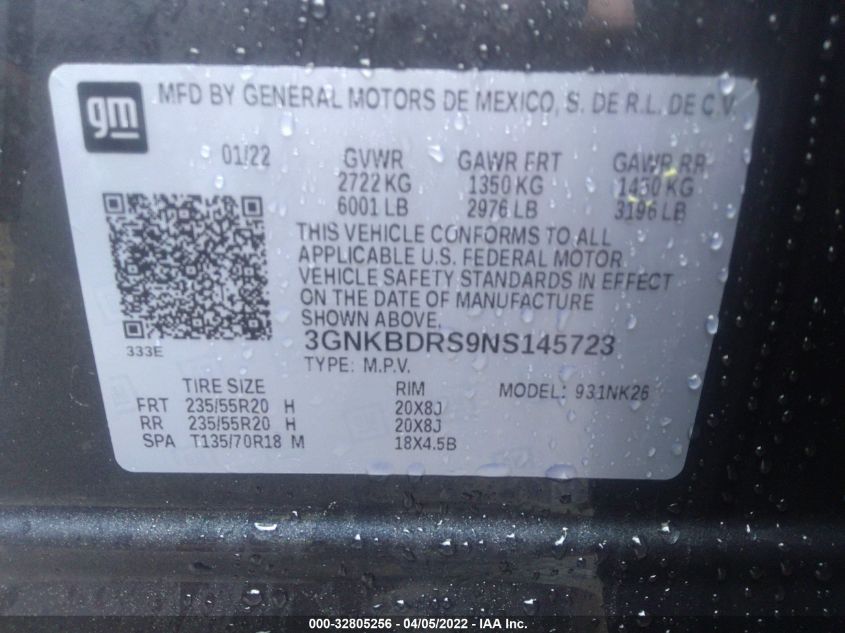 gm
MFD BY GENERAL MOTORS DE MEXICO, S. DE R.L. DE C.V.
01/22 GVWR GAWR FRT GAWR RR
2722 KG 1350 KG 1450 KG
6001 LB 2976 LB 3196 LB
THIS VEHICLE CONFORMS TO ALL
APPLICABLE U.S. FEDERAL MOTOR
VEHICLE SAFETY STANDARDS IN EFFECT
ON THE DATE OF MANUFACTURE
SHOWN ABOVE.
333E 3GNKBDRS9NS145723
TYPE: M.P.V.
TIRE SIZE RIM MODEL: 931NK26
FRT 235/55R20 H 20X8J
RR 235/55R20 H 20X8J
SPA T135/70R18 M 18X4.5B
000-32805256 - 04/05/2022 - IAA Inc.